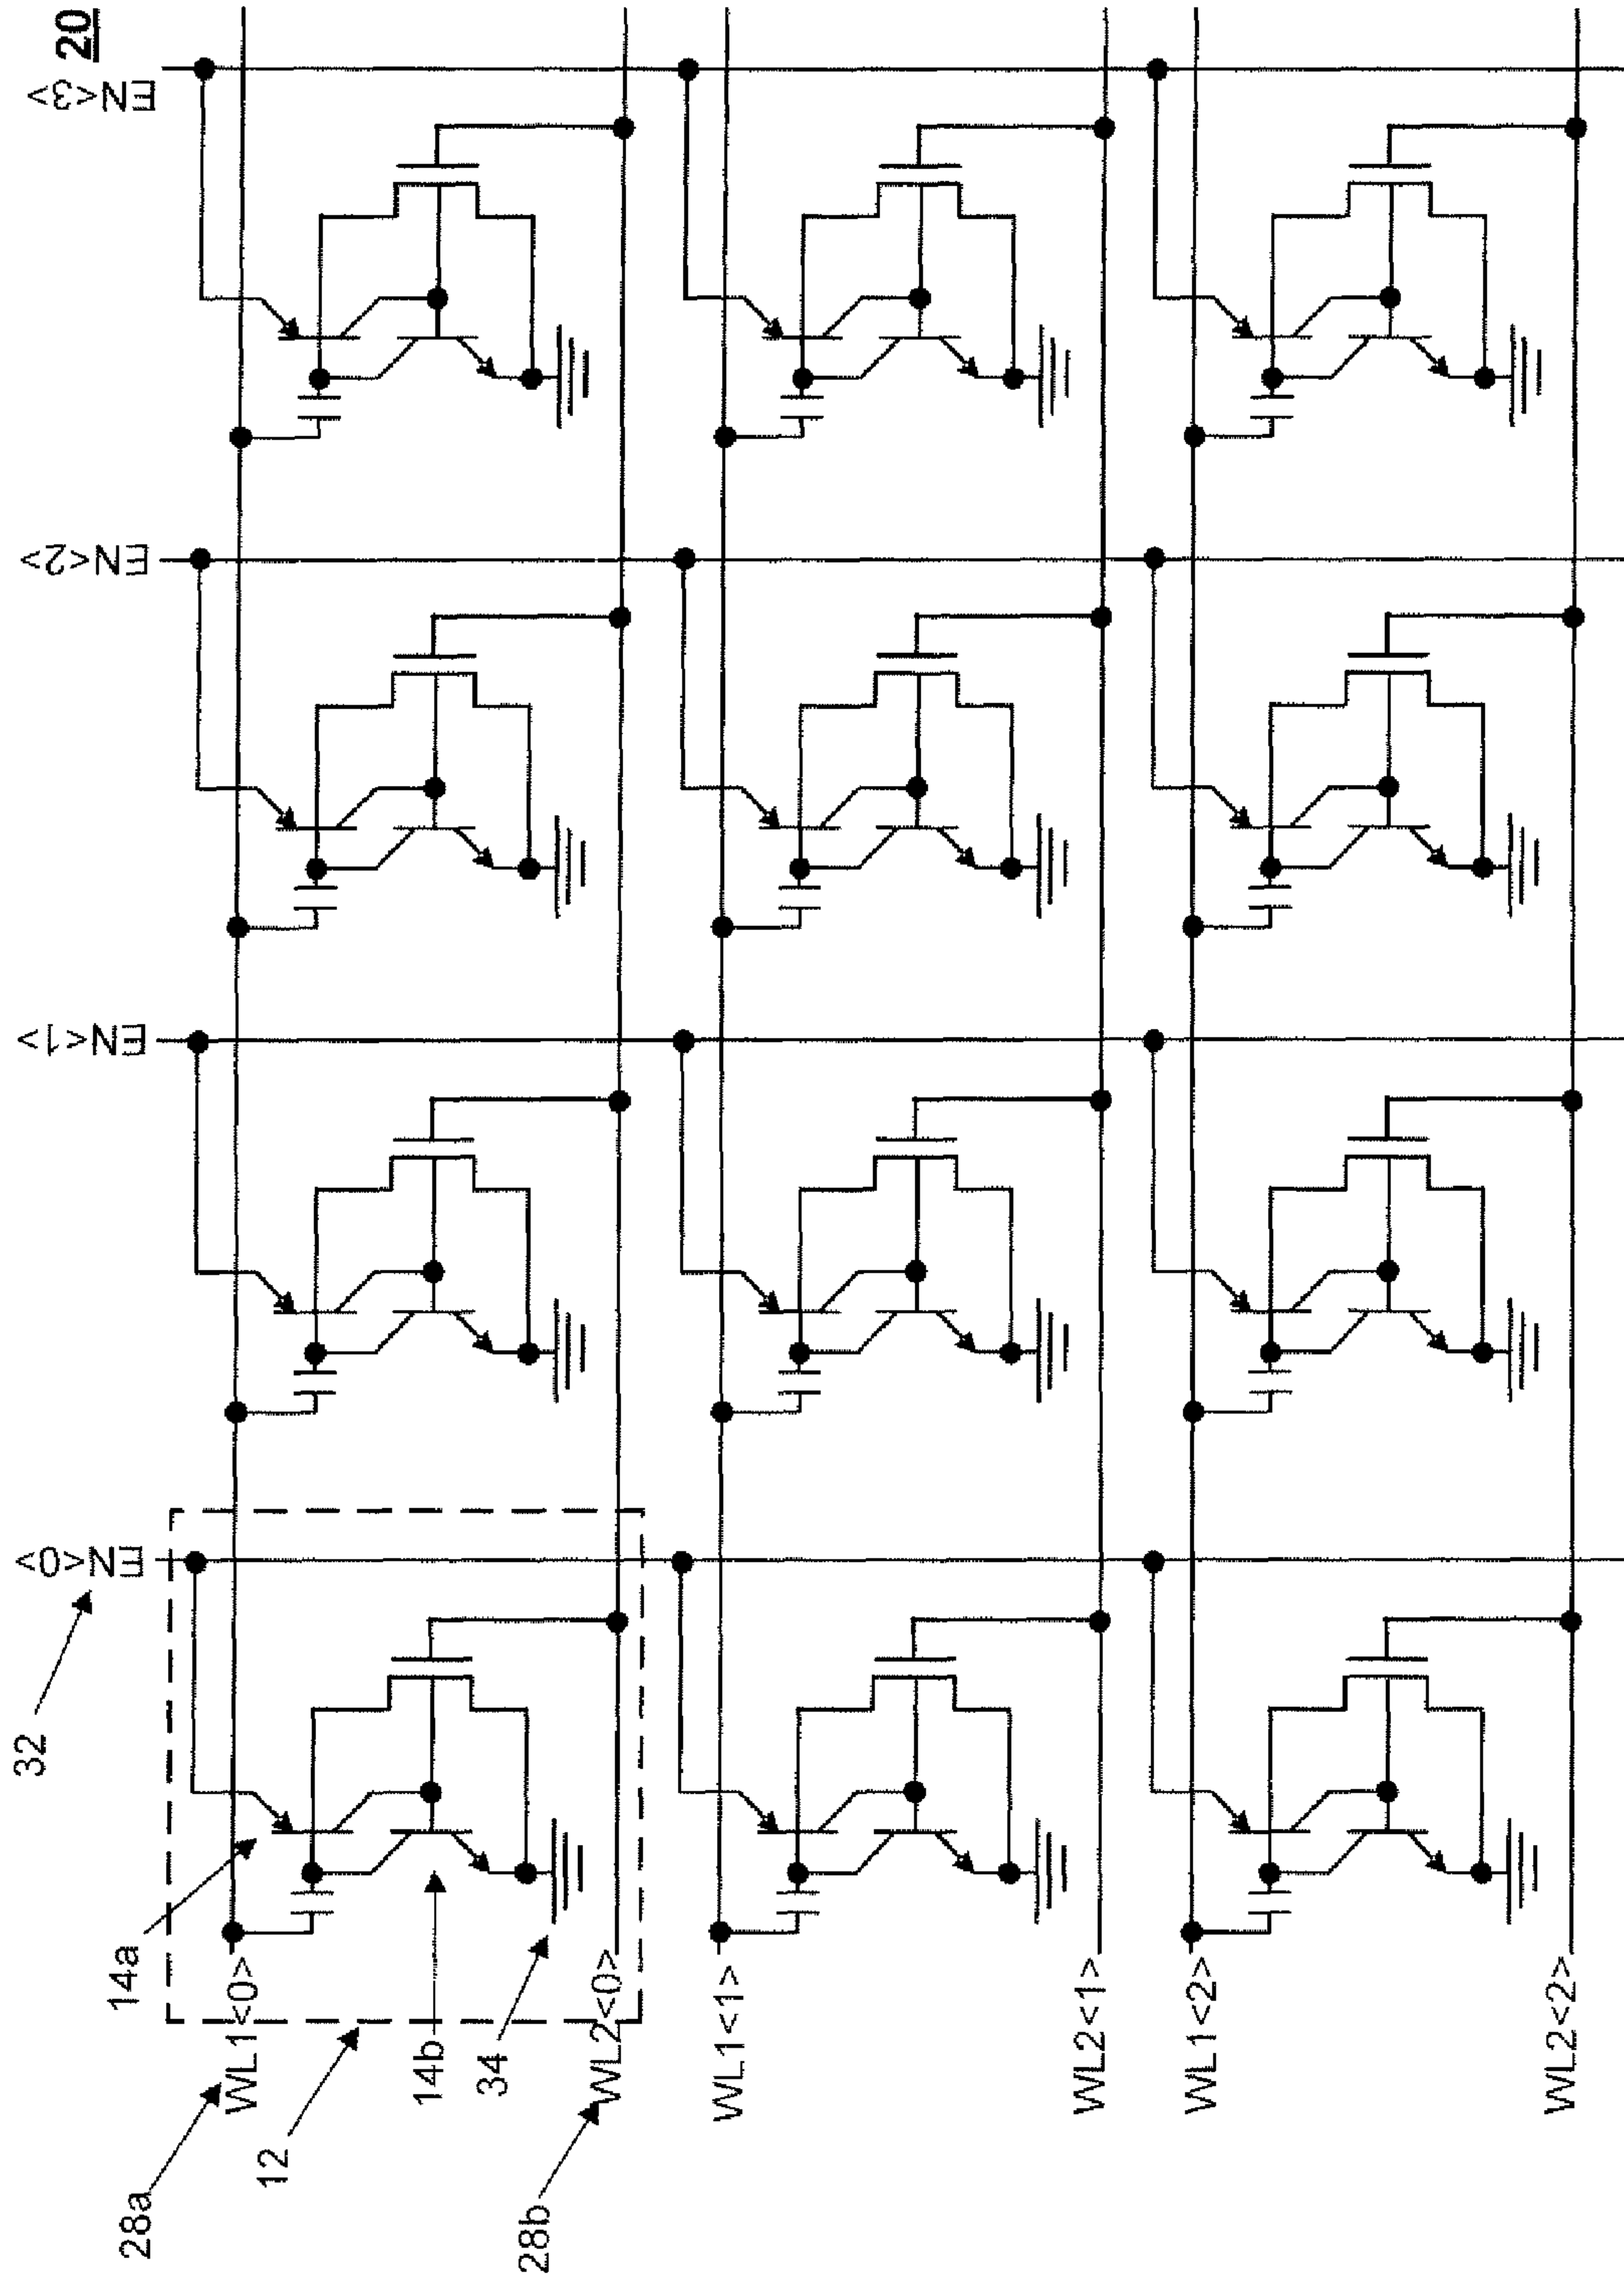 20
EN<0>
EN<1>
EN<2>
EN<3>
32
14a
28a
WL1<0>
12
14b
34
28b
WL2<0>
WL1<1>
WL2<1>
WL1<2>
WL2<2>